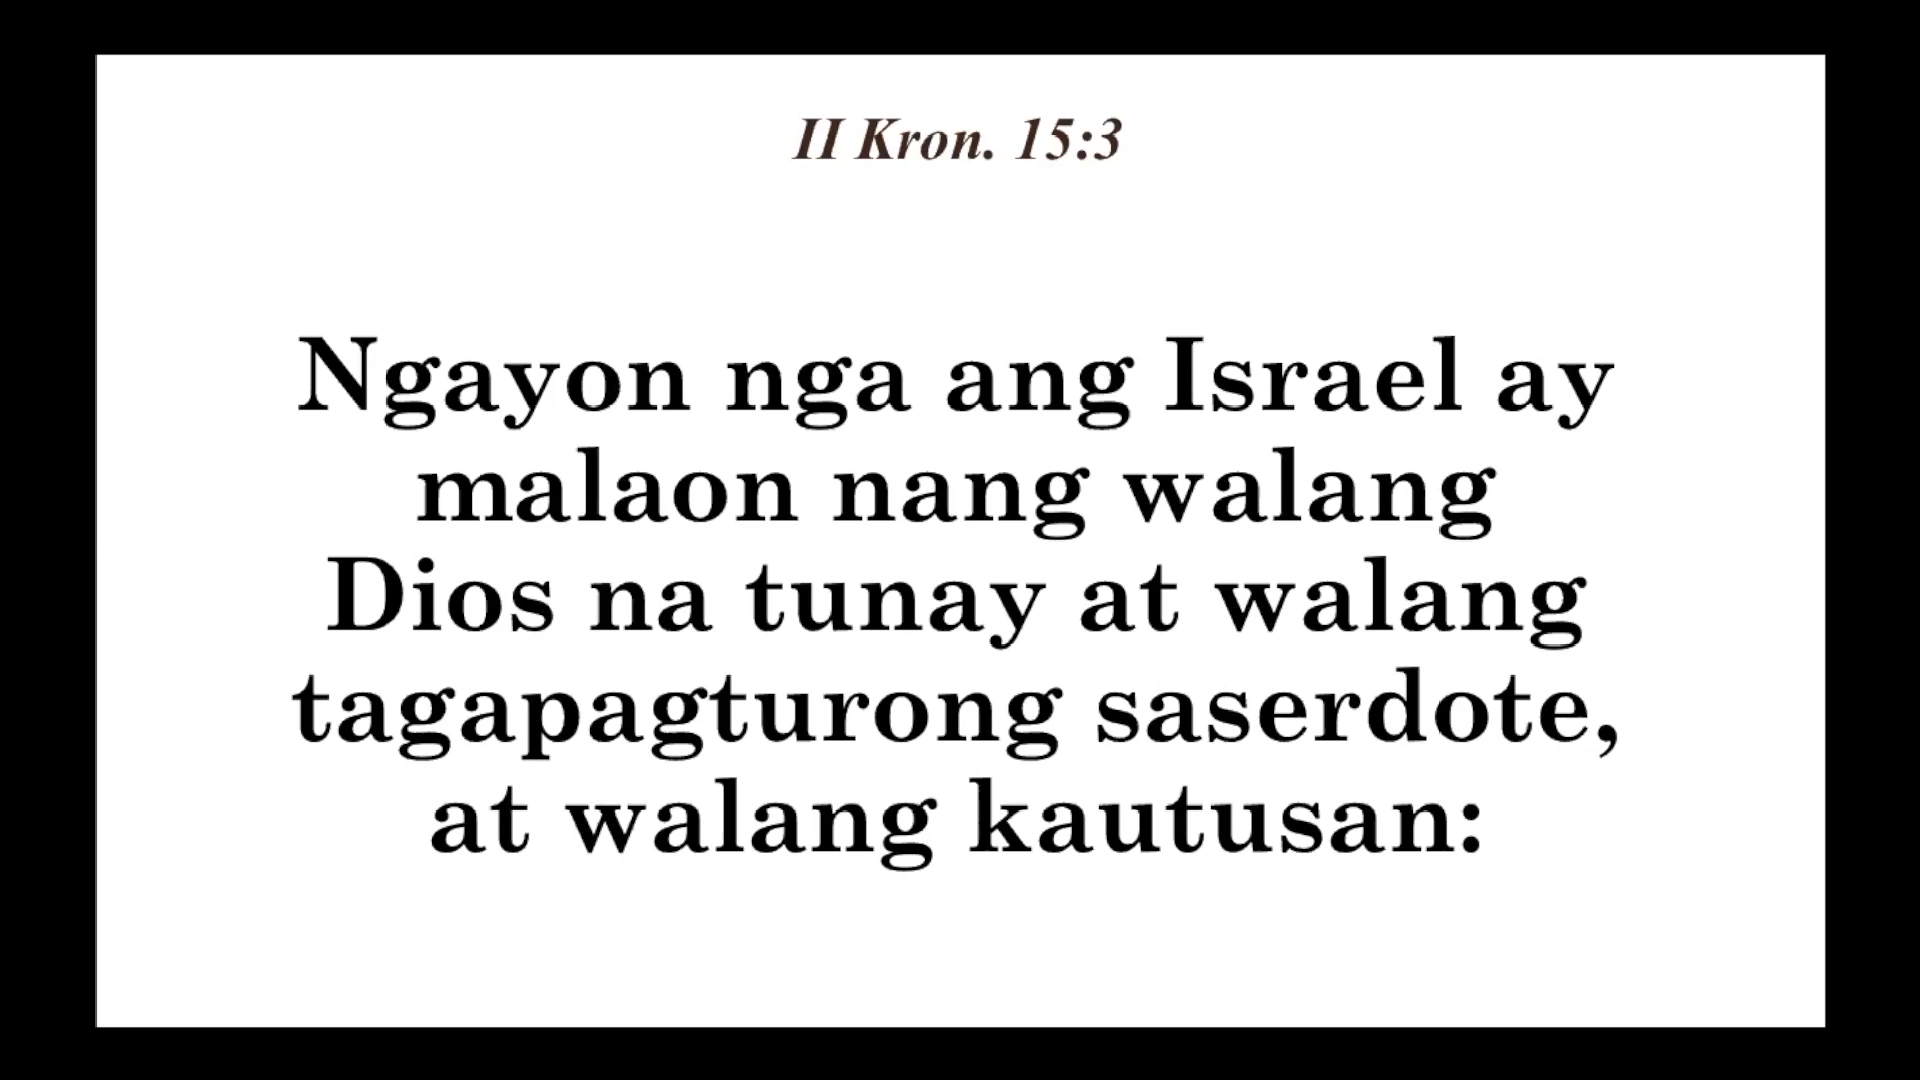 II Kron. 15:3
Ngayon nga ang Israel ay
malaon nang walang
Dios na tunay at walang
tagapagturong saserdote,
at walang kautusan: